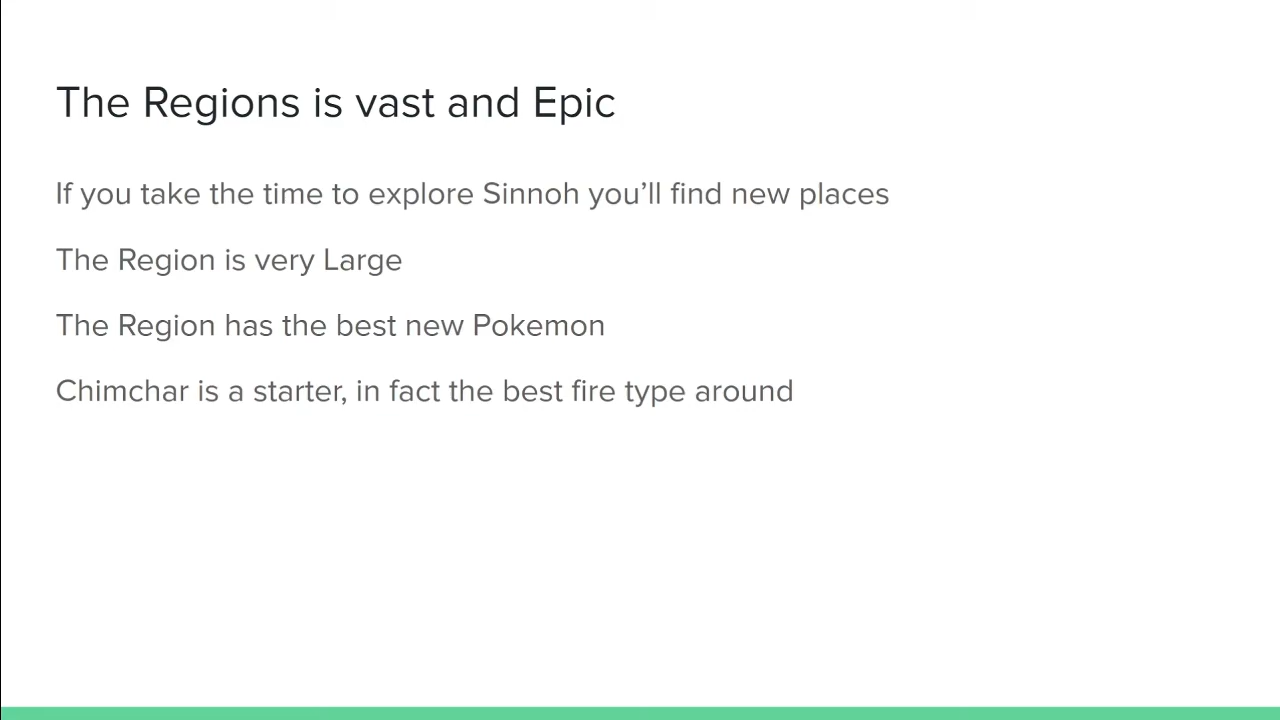 The Regions is vast and Epic
If you take the time to explore Sinnoh you’ll find new places
The Region is very Large
The Region has the best new Pokemon
Chimchar is a starter, in fact the best fire type around